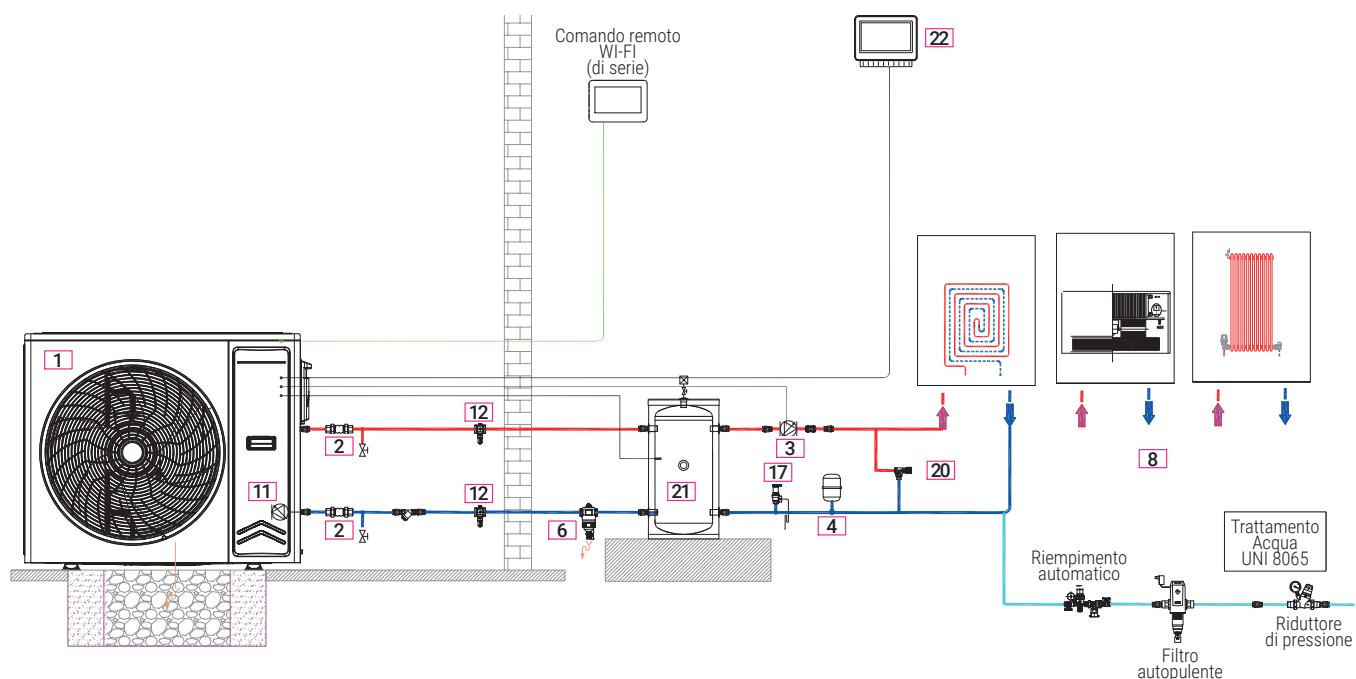 Comando remoto
WI-FI
(di serie)
22
1
12
2
3
20
8
17
11
21
12
2
6
4
Trattamento
Acqua
UNI 8065
Riempimento
automatico
Riduttore
di pressione
Filtro
autopulente